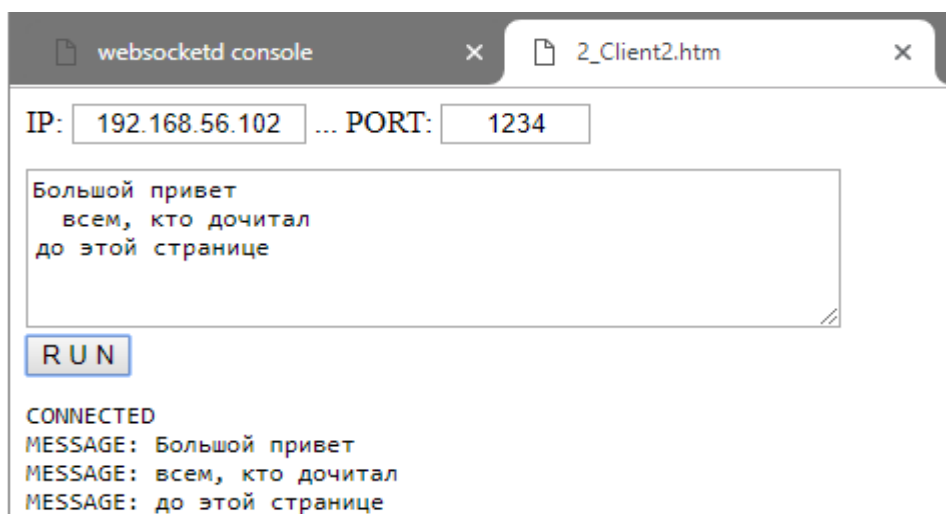 websocketd console × 2_Client2.htm ×
IP: 192.168.56.102 ... PORT: 1234
Большой привет
всем, кто дочитал
до этой странице
R U N
CONNECTED
MESSAGE: Большой привет
MESSAGE: всем, кто дочитал
MESSAGE: до этой странице